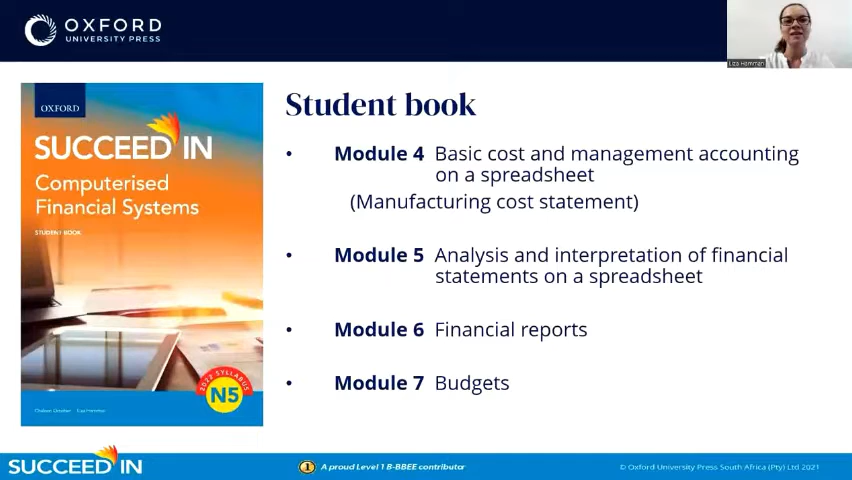 OXFORD
UNIVERSITY PRESS
Liza Hamman
OXFORD
SUCCEED IN
Computerised
Financial Systems
STUDENT BOOK
2022 SYLLABUS
N5
Student book
• Module 4 Basic cost and management accounting
on a spreadsheet
(Manufacturing cost statement)
• Module 5 Analysis and interpretation of financial
statements on a spreadsheet
• Module 6 Financial reports
• Module 7 Budgets
SUCCEED IN
1 A proud Level 1 B-BBEE contributor
© Oxford University Press South Africa (Pty) Ltd 2021